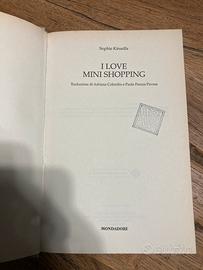 Sophie Kinsella
I LOVE
MINI SHOPPING
Traduzione di Adriana Colombo e Paola Frezza Pavese
MONDADORI